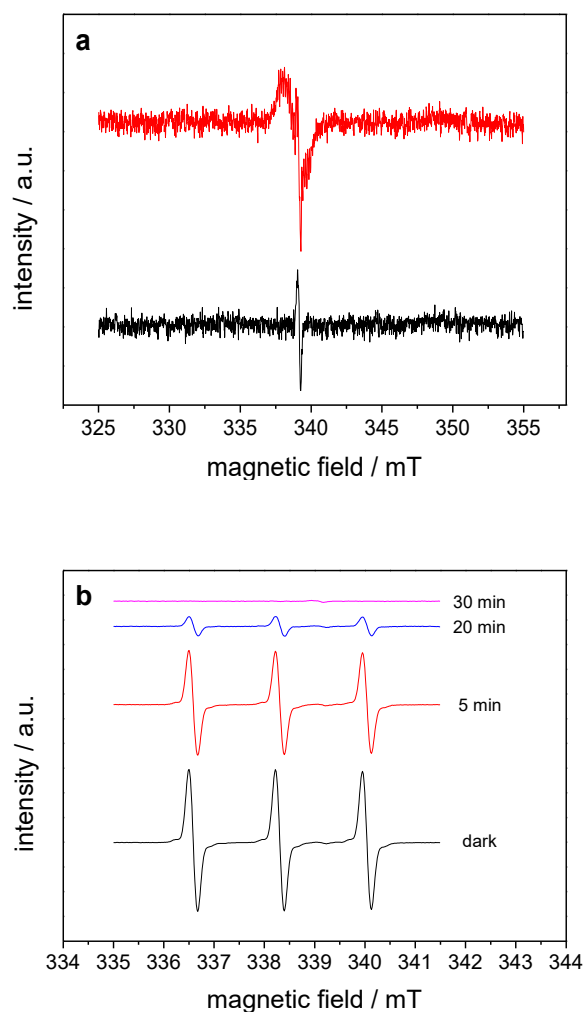 a
intensity / a.u.
325 330 335 340 345 350 355
magnetic field / mT
b
30 min
20 min
5 min
dark
intensity / a.u.
334 335 336 337 338 339 340 341 342 343 344
magnetic field / mT